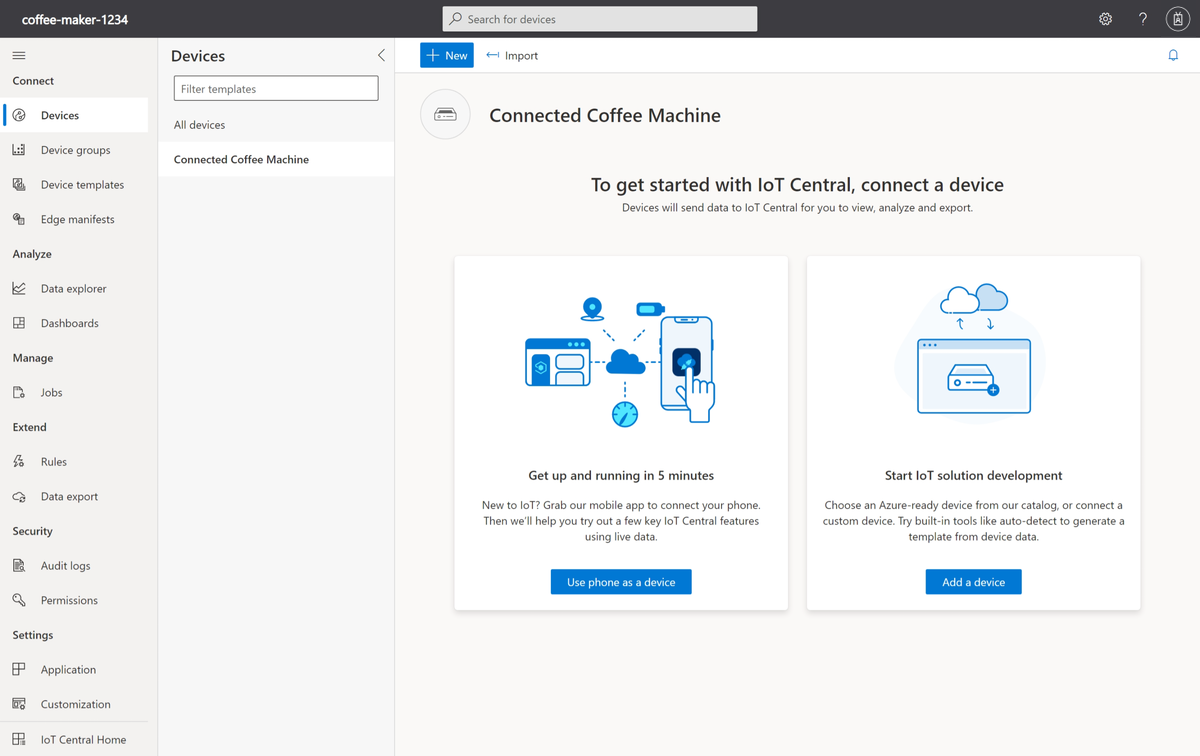 coffee-maker-1234
Search for devices
?
Connect
Devices
Device groups
Device templates
Edge manifests
Analyze
Data explorer
Dashboards
Manage
Jobs
Extend
Rules
Data export
Security
Audit logs
Permissions
Settings
Application
Customization
IoT Central Home
Devices
Filter templates
All devices
Connected Coffee Machine
New
Import
Connected Coffee Machine
To get started with IoT Central, connect a device
Devices will send data to IoT Central for you to view, analyze and export.
Get up and running in 5 minutes
New to IoT? Grab our mobile app to connect your phone.
Then we'll help you try out a few key IoT Central features
using live data.
Use phone as a device
Start IoT solution development
Choose an Azure-ready device from our catalog, or connect a
custom device. Try built-in tools like auto-detect to generate a
template from device data.
Add a device